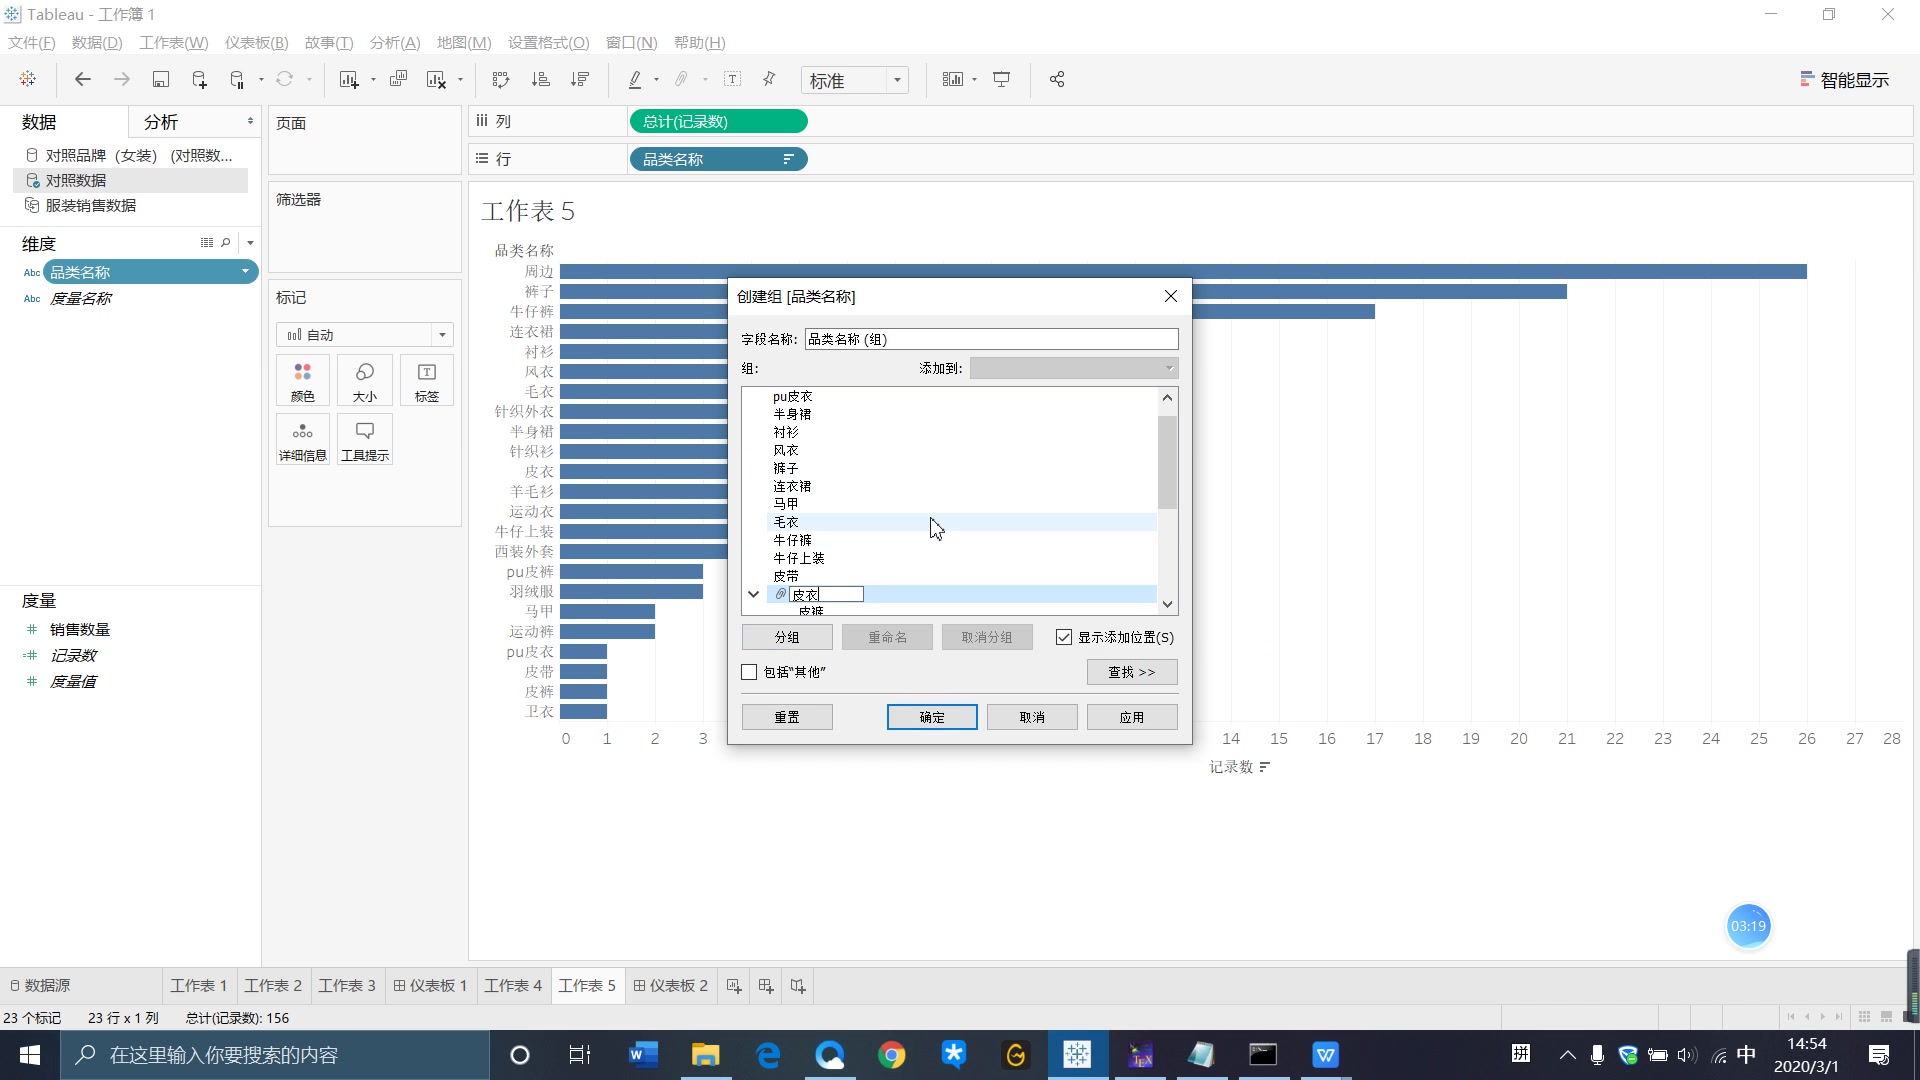 Tableau - 工作簿 1
文件(F) 数据(D) 工作表(W) 仪表板(B) 故事(T) 分析(A) 地图(M) 设置格式(O) 窗口(N) 帮助(H)
标准
智能显示
数据 分析
对照品牌（女装） (对照数...
对照数据
服装销售数据
维度
Abc 品类名称
Abc 度量名称
度量
# 销售数量
=# 记录数
# 度量值
页面
筛选器
标记
自动
颜色 大小 标签
详细信息 工具提示
列 总计(记录数)
行 品类名称
工作表 5
品类名称
周边
裤子
牛仔裤
连衣裙
衬衫
风衣
毛衣
针织外衣
半身裙
针织衫
皮衣
羊毛衫
运动衣
牛仔上装
西装外套
pu皮裤
羽绒服
马甲
运动裤
pu皮衣
皮带
皮裤
卫衣
0 1 2 3 14 15 16 17 18 19 20 21 22 23 24 25 26 27 28
记录数
创建组 [品类名称]
字段名称: 品类名称 (组)
组: 添加到:
pu皮衣
半身裙
衬衫
风衣
裤子
连衣裙
马甲
毛衣
牛仔裤
牛仔上装
皮带
皮衣
皮裤
分组 重命名 取消分组 显示添加位置(S)
包括“其他” 查找 >>
重置 确定 取消 应用
03:19
数据源 工作表 1 工作表 2 工作表 3 仪表板 1 工作表 4 工作表 5 仪表板 2
23 个标记 23 行 x 1 列 总计(记录数): 156
在这里输入你要搜索的内容
拼 中
14:54
2020/3/1